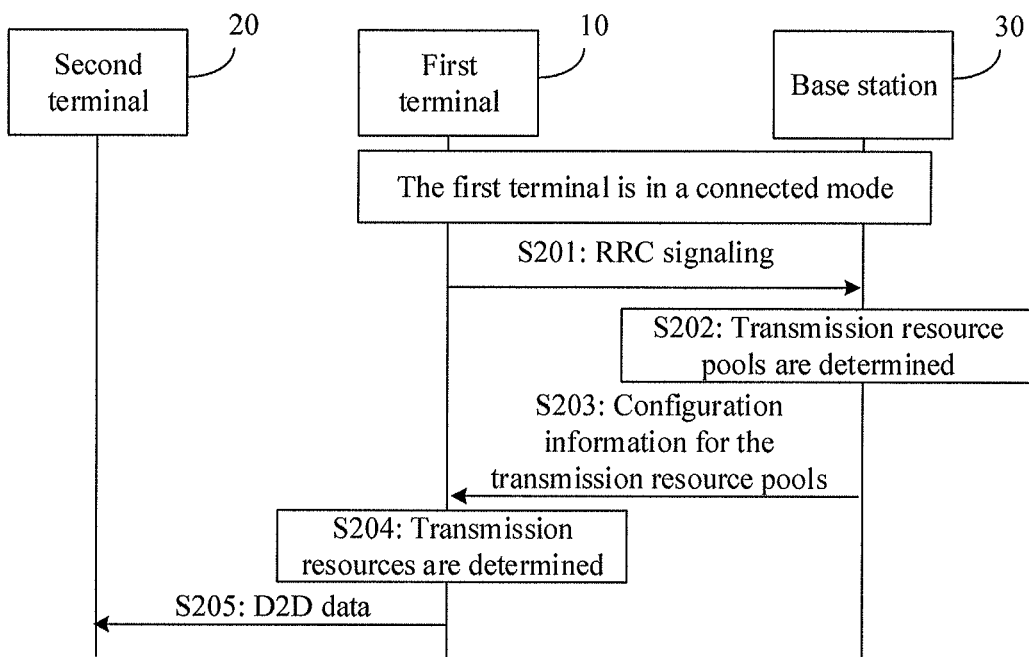 20
10
30
Second
terminal
First
terminal
Base station
The first terminal is in a connected mode
S201: RRC signaling
S202: Transmission resource
pools are determined
S203: Configuration
information for the
transmission resource pools
S204: Transmission
resources are determined
S205: D2D data